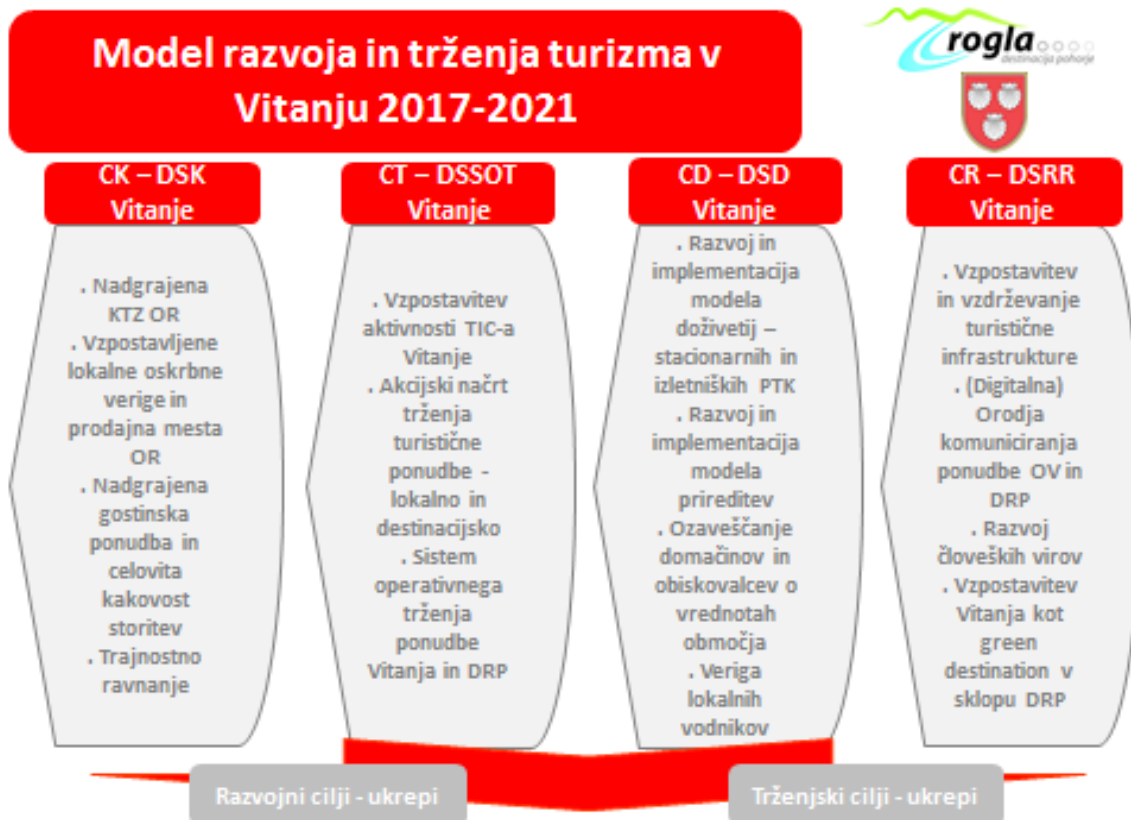 Model razvoja in trženja turizma v
Vitanju 2017-2021
rogla
destinacija pohorje
CK – DSK
Vitanje
. Nadgrajena
KTZ OR
. Vzpostavljene
lokalne oskrbne
verige in
prodajna mesta
OR
. Nadgrajena
gostinska
ponudba in
celovita
kakovost
storitev
. Trajnostno
ravnanje
CT – DSSOT
Vitanje
. Vzpostavitev
aktivnosti TIC-a
Vitanje
. Akcijski načrt
trženja
turistične
ponudbe -
lokalno in
destinacijsko
. Sistem
operativnega
trženja
ponudbe
Vitanja in DRP
CD – DSD
Vitanje
. Razvoj in
implementacija
modela
doživetij –
stacionarnih in
izletniških PTK
. Razvoj in
implementacija
modela
prireditev
. Ozaveščanje
domačinov in
obiskovalcev o
vrednotah
območja
. Veriga
lokalnih
vodnikov
CR – DSRR
Vitanje
. Vzpostavitev
in vzdrževanje
turistične
infrastrukture
. (Digitalna)
Orodja
komuniciranja
ponudbe OV in
DRP
. Razvoj
človeških virov
. Vzpostavitev
Vitanja kot
green
destination v
sklopu DRP
Razvojni cilji - ukrepi
Trženjski cilji - ukrepi